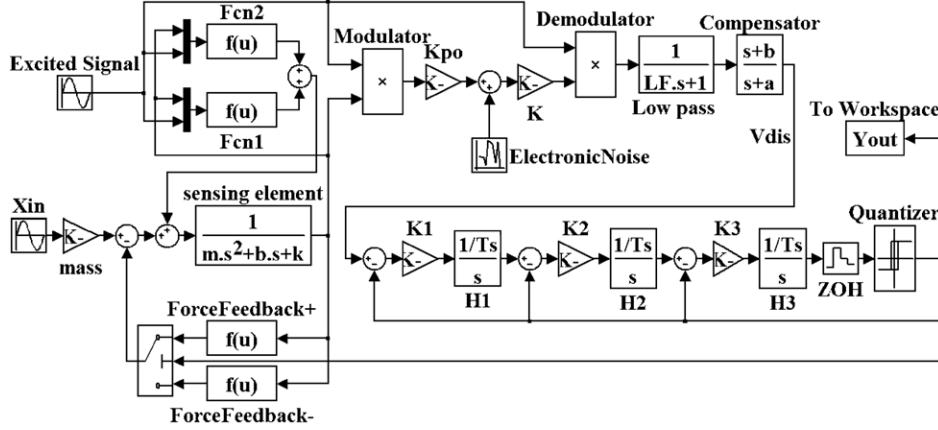 Fcn2
f(u)
Excited Signal
f(u)
Fcn1
Modulator
×
Kpo
K-
K-
K
ElectronicNoise
Demodulator
×
1
LF.s+1
Low pass
Compensator
s+b
s+a
Vdis
To Workspace
Yout
Xin
K-
mass
sensing element
1
m.s²+b.s+k
K1
K-
1/Ts
s
H1
K2
K-
1/Ts
s
H2
K3
K-
1/Ts
s
H3
ZOH
Quantizer
ForceFeedback+
f(u)
f(u)
ForceFeedback-